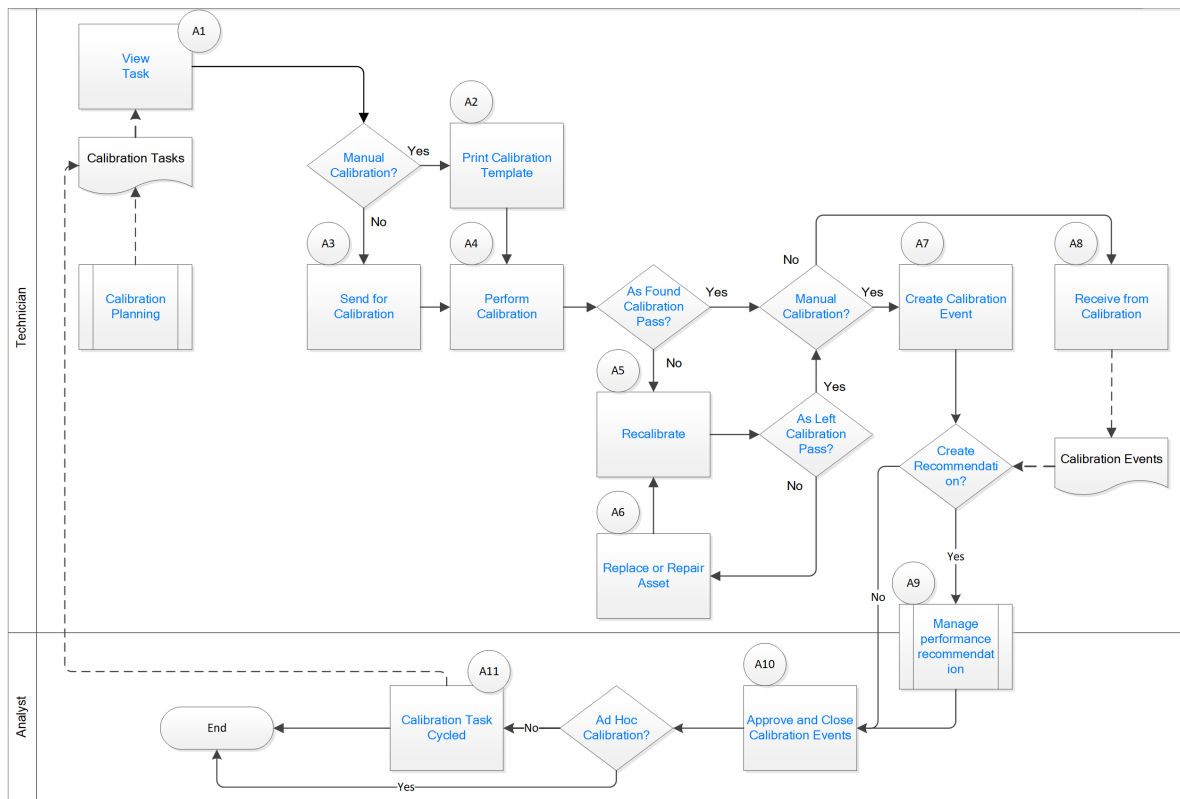 Technician
A1
View
Task
Calibration Tasks
Calibration
Planning
Manual
Calibration?
Yes
No
A2
Print Calibration
Template
A3
Send for
Calibration
A4
Perform
Calibration
As Found
Calibration
Pass?
Yes
No
A5
Recalibrate
A6
Replace or Repair
Asset
As Left
Calibration
Pass?
Yes
No
Manual
Calibration?
No
Yes
A7
Create Calibration
Event
A8
Receive from
Calibration
Calibration Events
Create
Recommendati
on?
Yes
No
A9
Manage
performance
recommendat
ion
Analyst
A10
Approve and Close
Calibration Events
Ad Hoc
Calibration?
No
Yes
A11
Calibration Task
Cycled
End